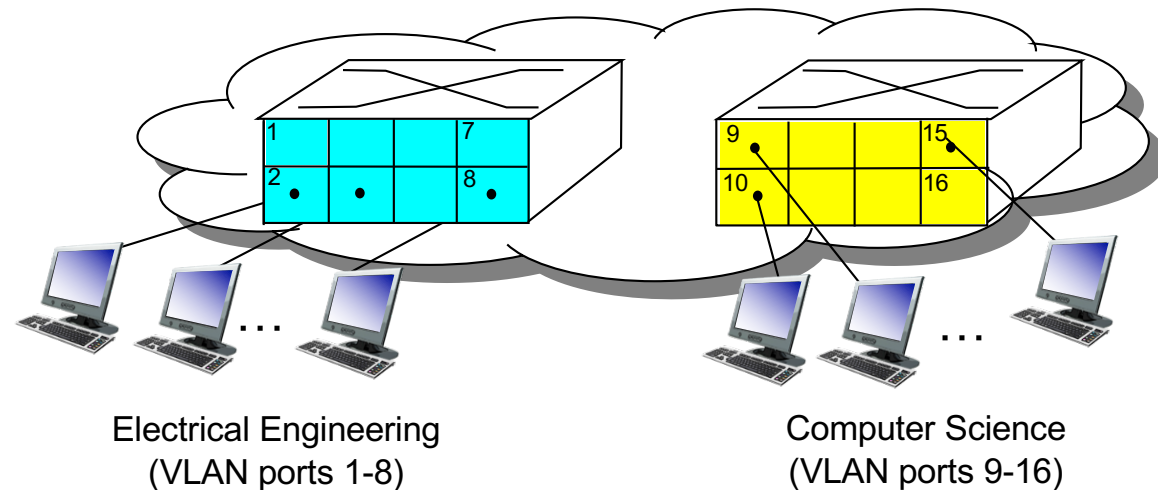 1 7
2 8
9 15
10 16
...
...
Electrical Engineering
(VLAN ports 1-8)
Computer Science
(VLAN ports 9-16)